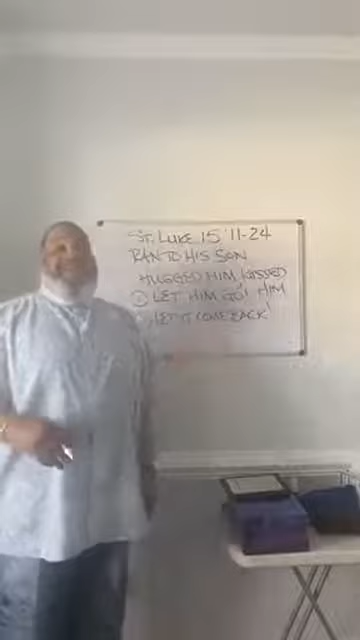 ST. LUKE 15 '11-24
RAN TO HIS SON
HUGGED HIM KISSED
① LET HIM GO! HIM
LET COME BACK